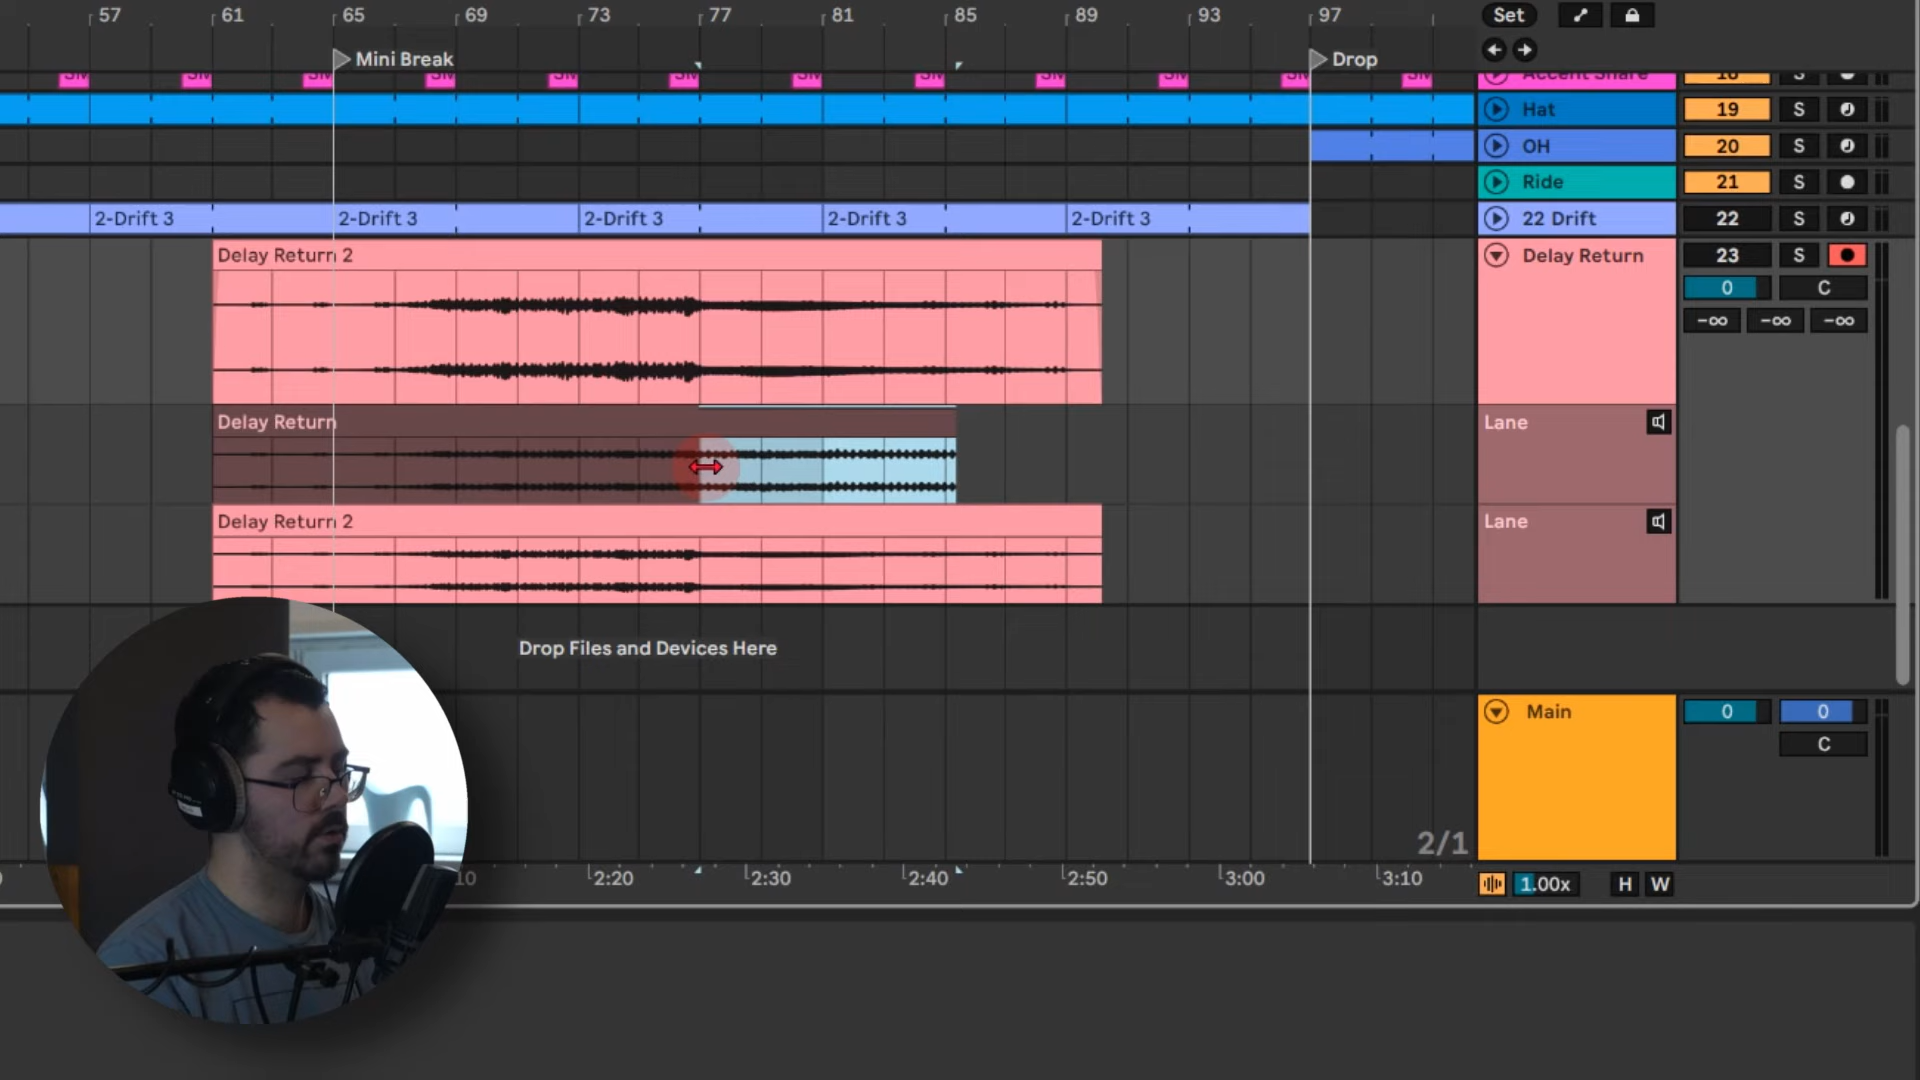 57 61 65 69 73 77 81 85 89 93 97 Set
Mini Break Drop
Accent Snare 18 S
Hat 19 S
OH 20 S
Ride 21 S
2-Drift 3 2-Drift 3 2-Drift 3 2-Drift 3 2-Drift 3 22 Drift 22 S
Delay Return 2 Delay Return 23 S
0 C
-∞ -∞ -∞
Delay Return Lane
Delay Return 2 Lane
Drop Files and Devices Here
Main 0 0
C
2/1
:10 2:20 2:30 2:40 2:50 3:00 3:10 1.00x H W